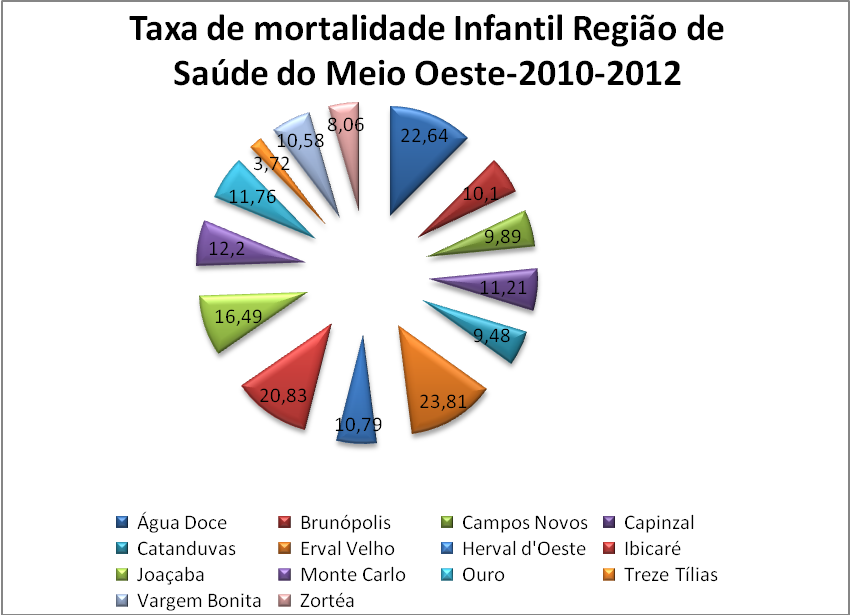 Taxa de mortalidade Infantil Região de
Saúde do Meio Oeste-2010-2012
22,64
10,1
9,89
11,21
9,48
23,81
10,79
20,83
16,49
12,2
11,76
3,72
10,58
8,06
Água Doce Brunópolis Campos Novos Capinzal
Catanduvas Erval Velho Herval d'Oeste Ibicaré
Joaçaba Monte Carlo Ouro Treze Tílias
Vargem Bonita Zortéa